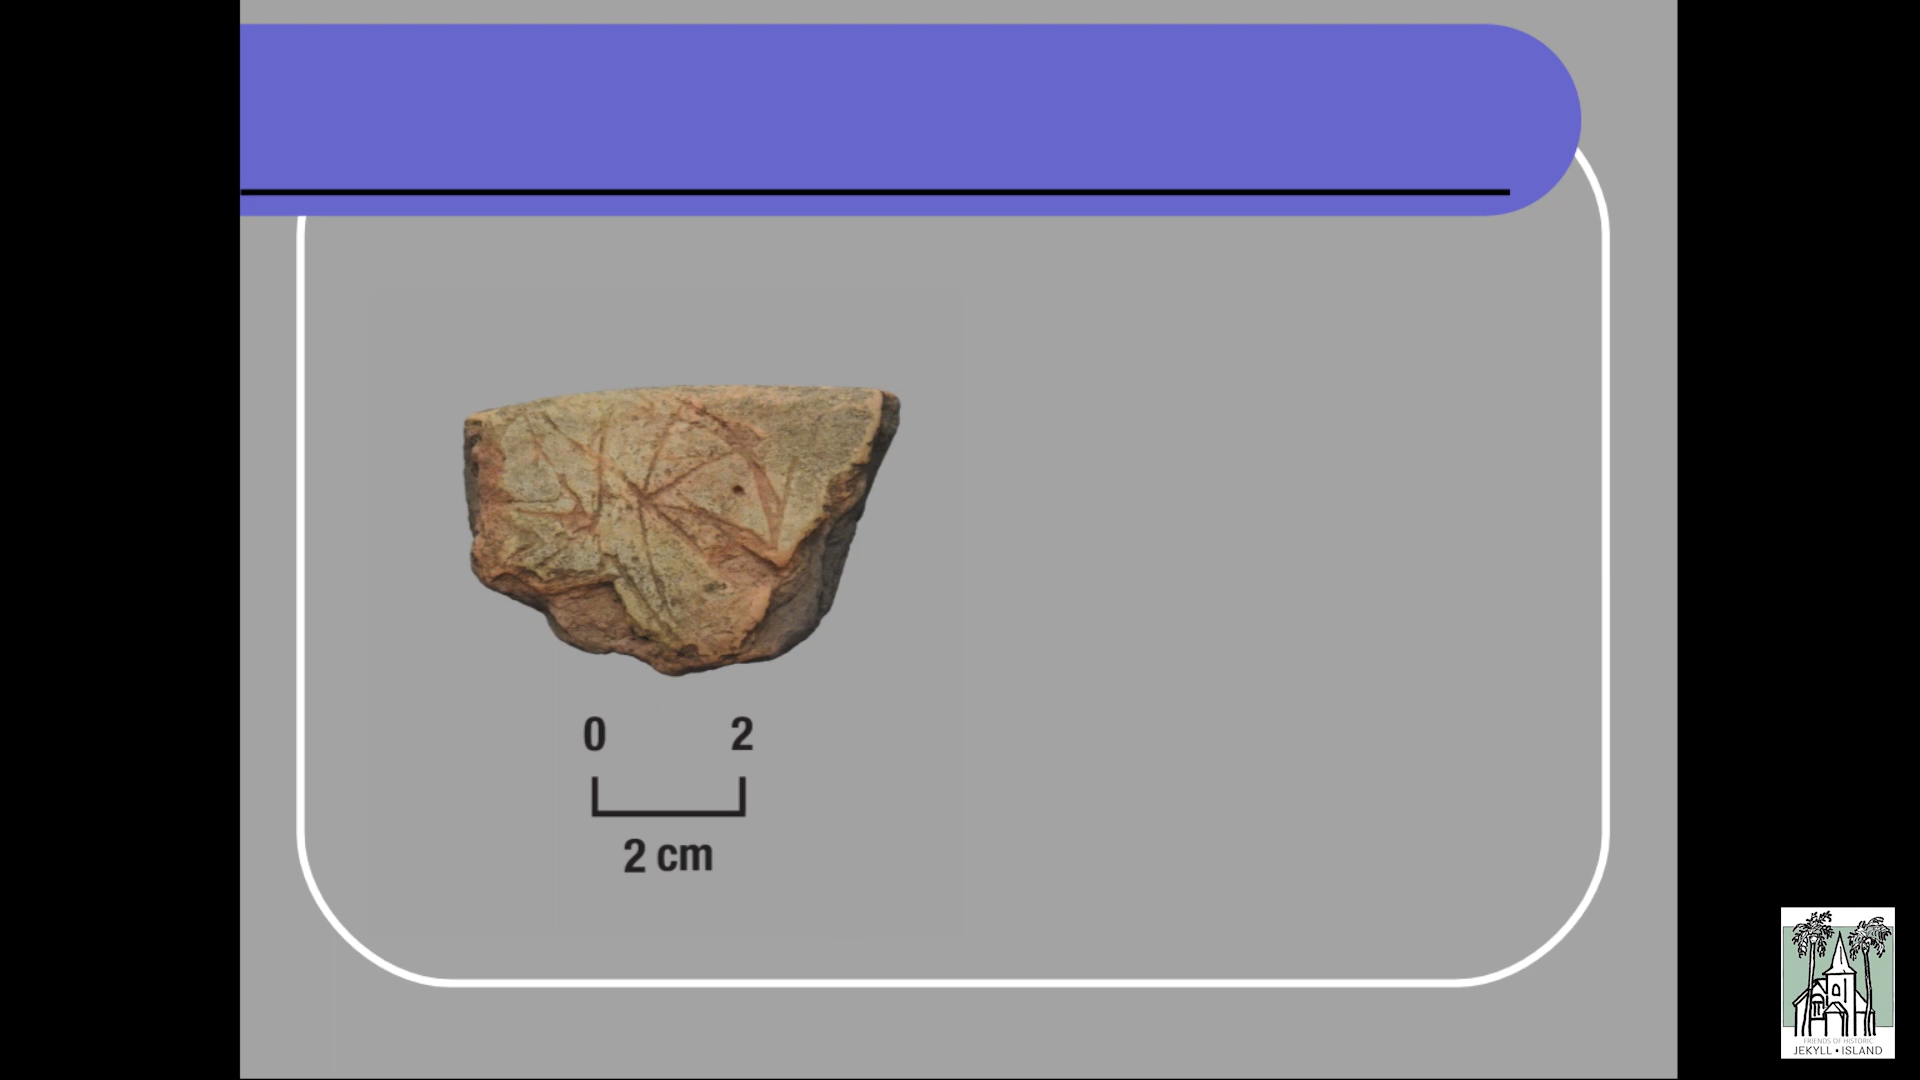 0 2
2 cm
FRIENDS OF HISTORIC
JEKYLL • ISLAND